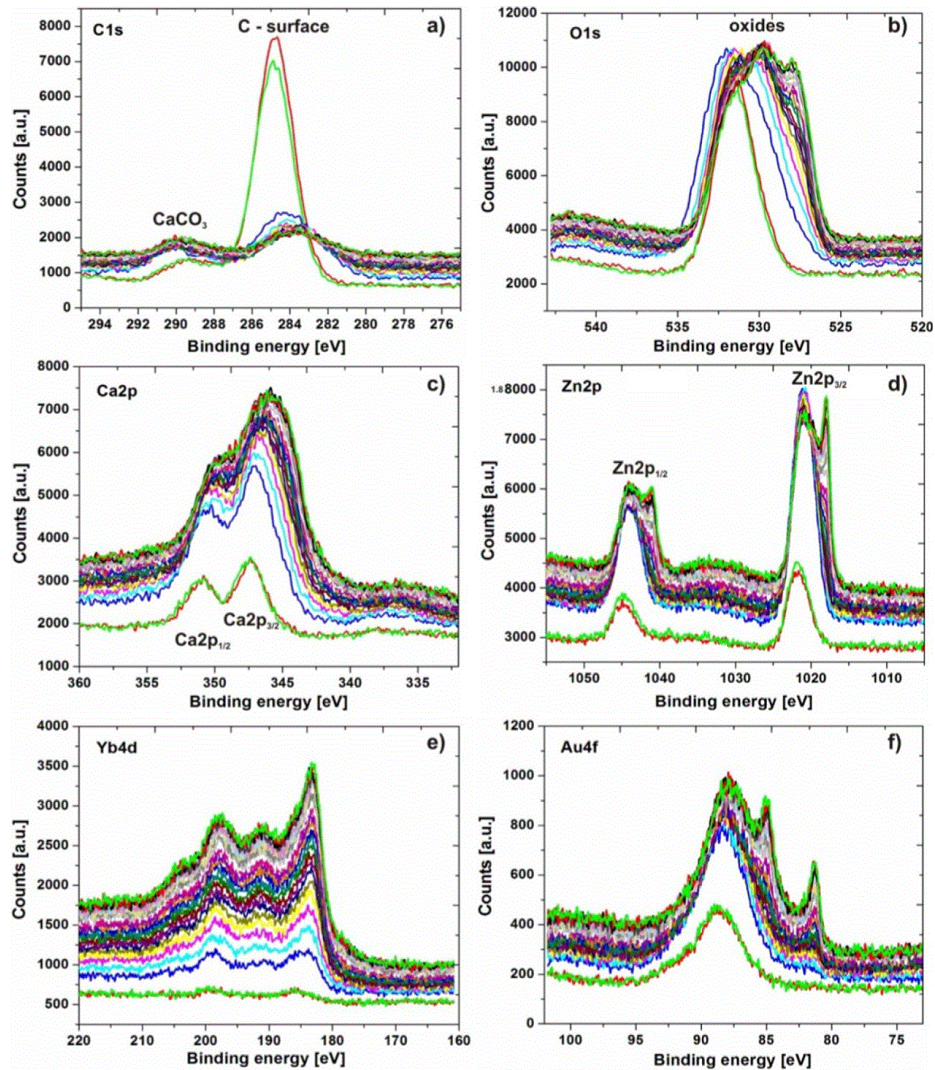 C1s
C - surface
a)
CaCO3
Counts [a.u.]
8000
7000
6000
5000
4000
3000
2000
1000
0
294 292 290 288 286 284 282 280 278 276
Binding energy [eV]
O1s
oxides
b)
Counts [a.u.]
12000
10000
8000
6000
4000
2000
540 535 530 525 520
Binding energy [eV]
Ca2p
c)
Counts [a.u.]
8000
7000
6000
5000
4000
3000
2000
1000
Ca2p3/2
Ca2p1/2
360 355 350 345 340 335
Binding energy [eV]
Zn2p
Zn2p3/2
d)
Zn2p1/2
Counts [a.u.]
1.8
8000
7000
6000
5000
4000
3000
1050 1040 1030 1020 1010
Binding energy [eV]
Yb4d
e)
Counts [a.u.]
4000
3500
3000
2500
2000
1500
1000
500
220 210 200 190 180 170 160
Binding energy [eV]
Au4f
f)
Counts [a.u.]
1200
1000
800
600
400
200
0
100 95 90 85 80 75
Binding energy [eV]